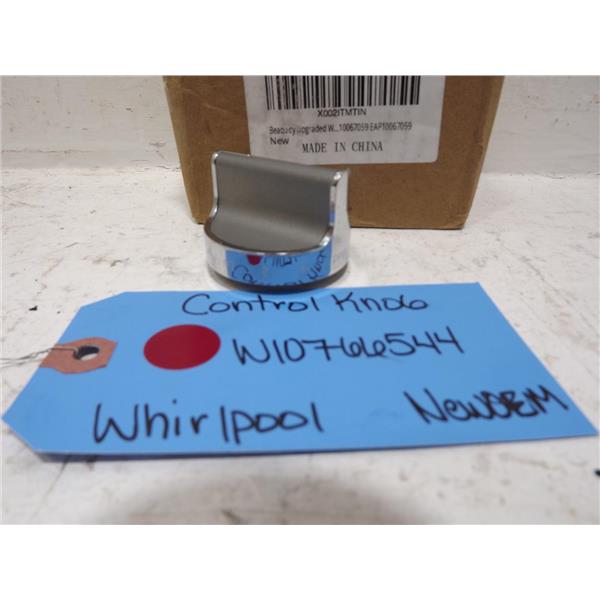 X002ITMTIN
Beaquicy upgraded W...10067059 EAP10067059
New MADE IN CHINA
Control Knob
W10766544
Whirlpool New OEM